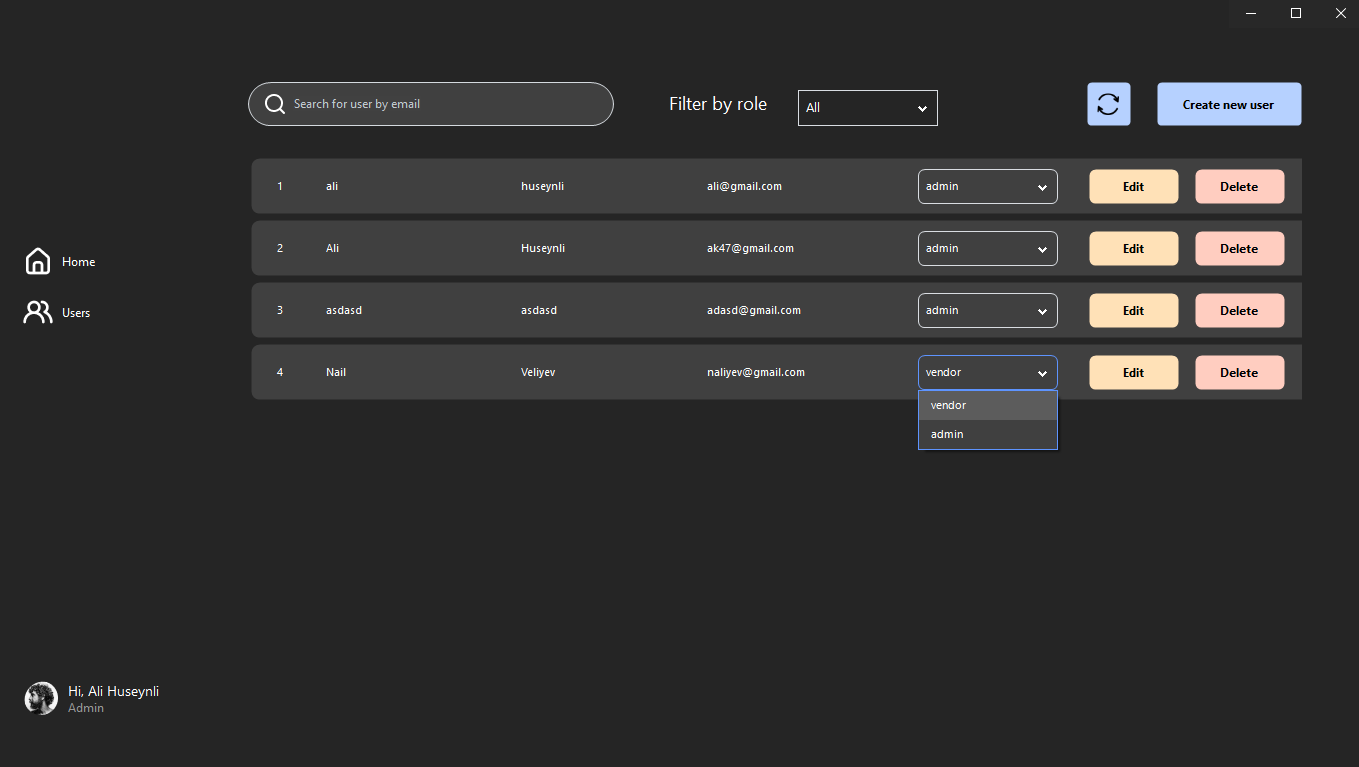 Search for user by email
Filter by role
All
Create new user
1 ali huseynli ali@gmail.com admin Edit Delete
2 Ali Huseynli ak47@gmail.com admin Edit Delete
3 asdasd asdasd adasd@gmail.com admin Edit Delete
4 Nail Veliyev naliyev@gmail.com vendor Edit Delete
vendor
admin
Home
Users
Hi, Ali Huseynli
Admin